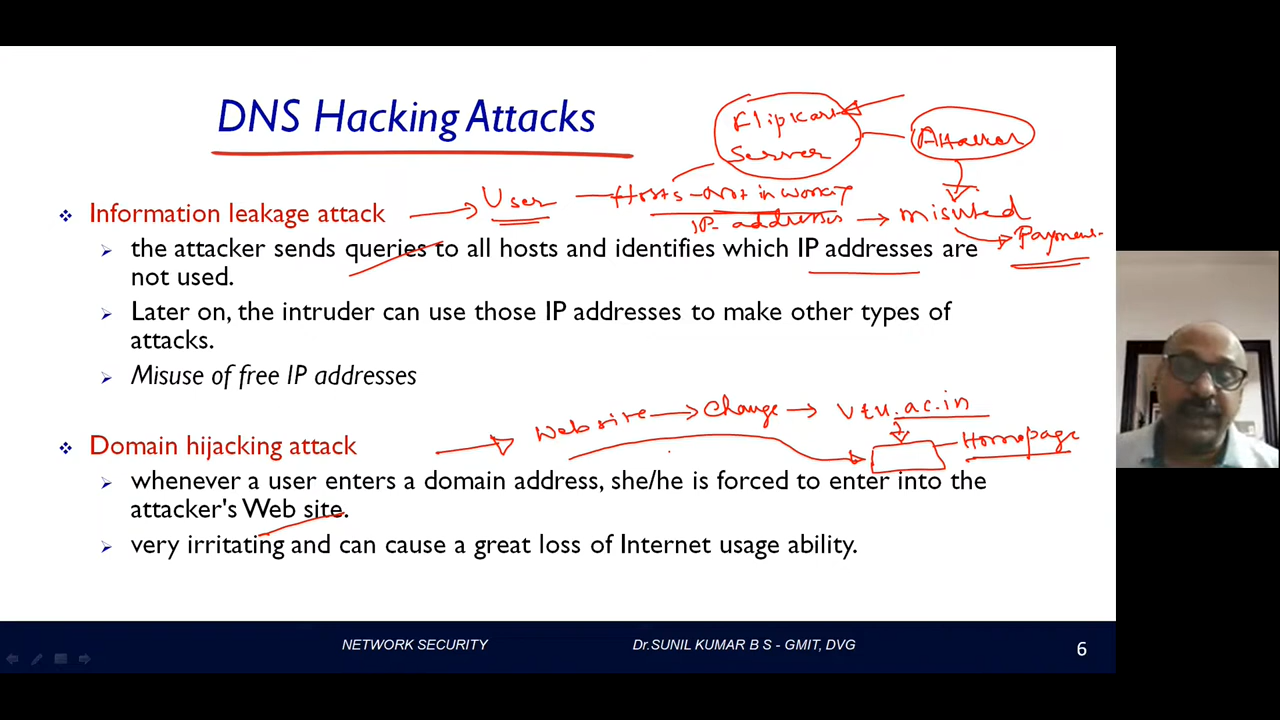 DNS Hacking Attacks
Flipkart
Server
Attacker
User
Hosts - Not in working
IP addresses
misused
Payment
Information leakage attack
the attacker sends queries to all hosts and identifies which IP addresses are
not used.
Later on, the intruder can use those IP addresses to make other types of
attacks.
Misuse of free IP addresses
Website → Change → vtu.ac.in
Homepage
Domain hijacking attack
whenever a user enters a domain address, she/he is forced to enter into the
attacker's Web site.
very irritating and can cause a great loss of Internet usage ability.
NETWORK SECURITY
Dr.SUNIL KUMAR B S - GMIT, DVG
6